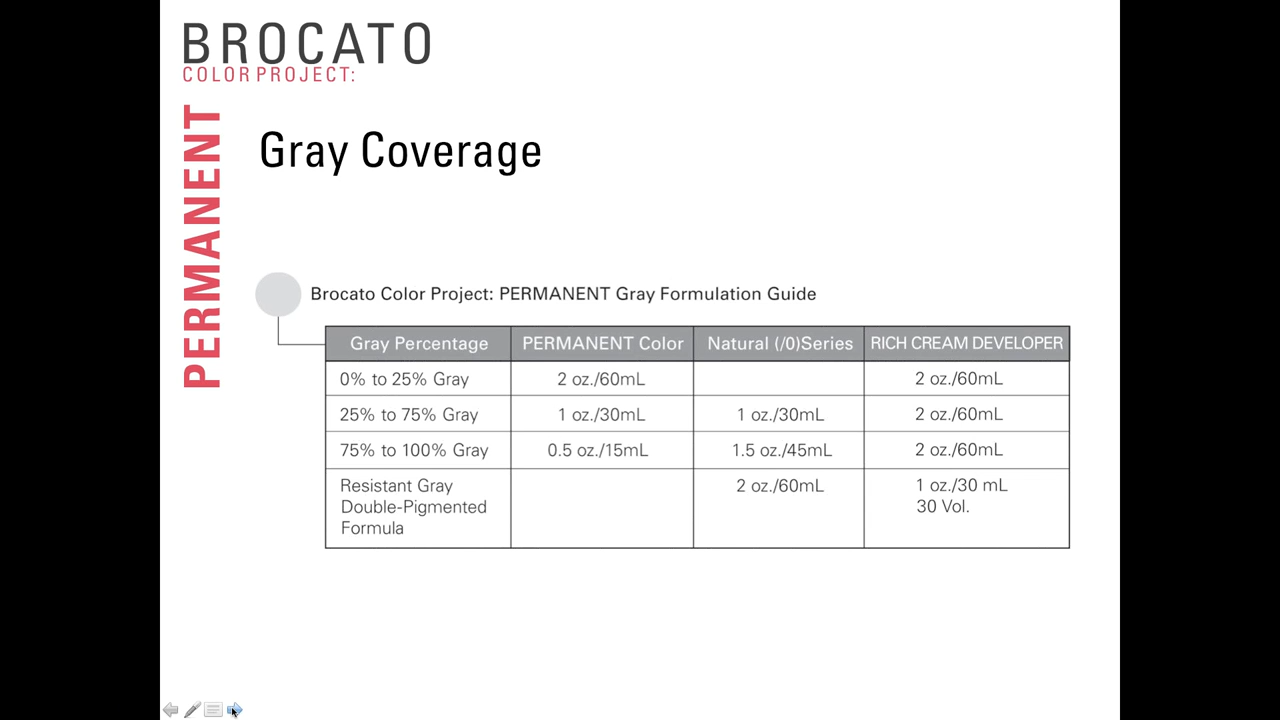 BROCATO
COLOR PROJECT:
PERMANENT
Gray Coverage
Brocato Color Project: PERMANENT Gray Formulation Guide
Gray Percentage PERMANENT Color Natural (/0)Series RICH CREAM DEVELOPER
0% to 25% Gray 2 oz./60mL 2 oz./60mL
25% to 75% Gray 1 oz./30mL 1 oz./30mL 2 oz./60mL
75% to 100% Gray 0.5 oz./15mL 1.5 oz./45mL 2 oz./60mL
Resistant Gray 2 oz./60mL 1 oz./30 mL
Double-Pigmented 30 Vol.
Formula